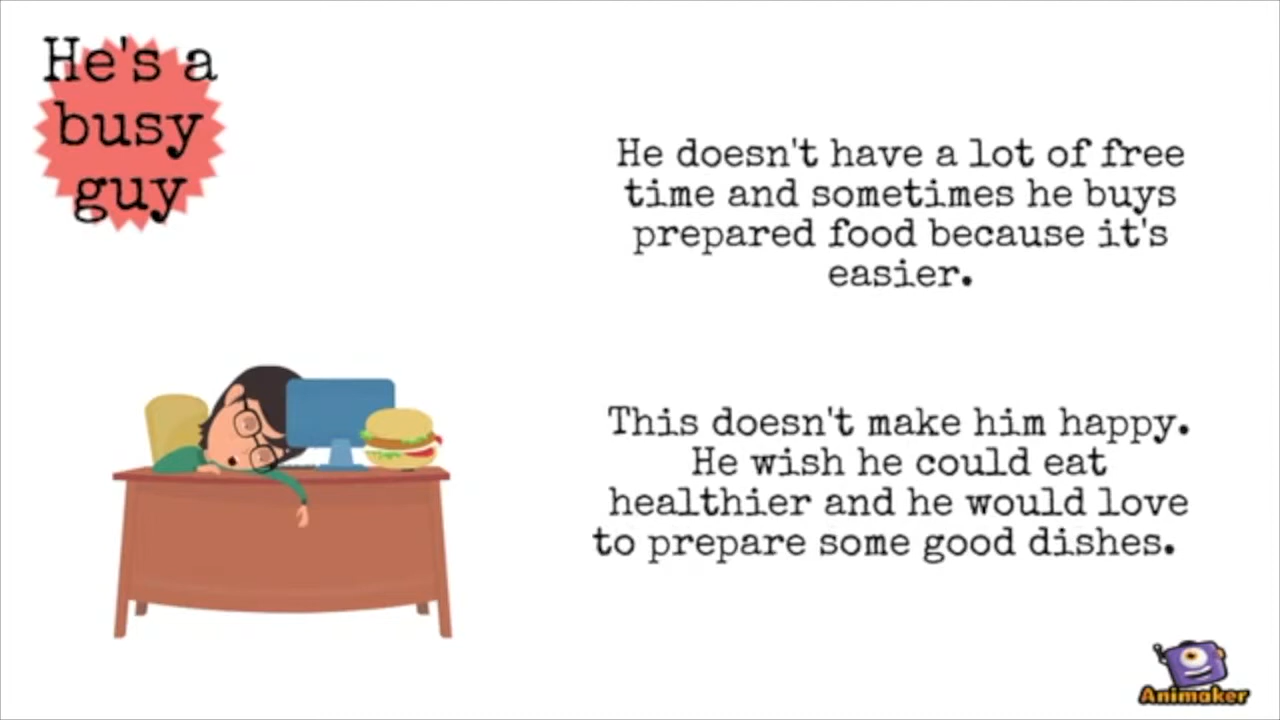 He's a
busy
guy
He doesn't have a lot of free
time and sometimes he buys
prepared food because it's
easier.
This doesn't make him happy.
He wish he could eat
healthier and he would love
to prepare some good dishes.
Animaker